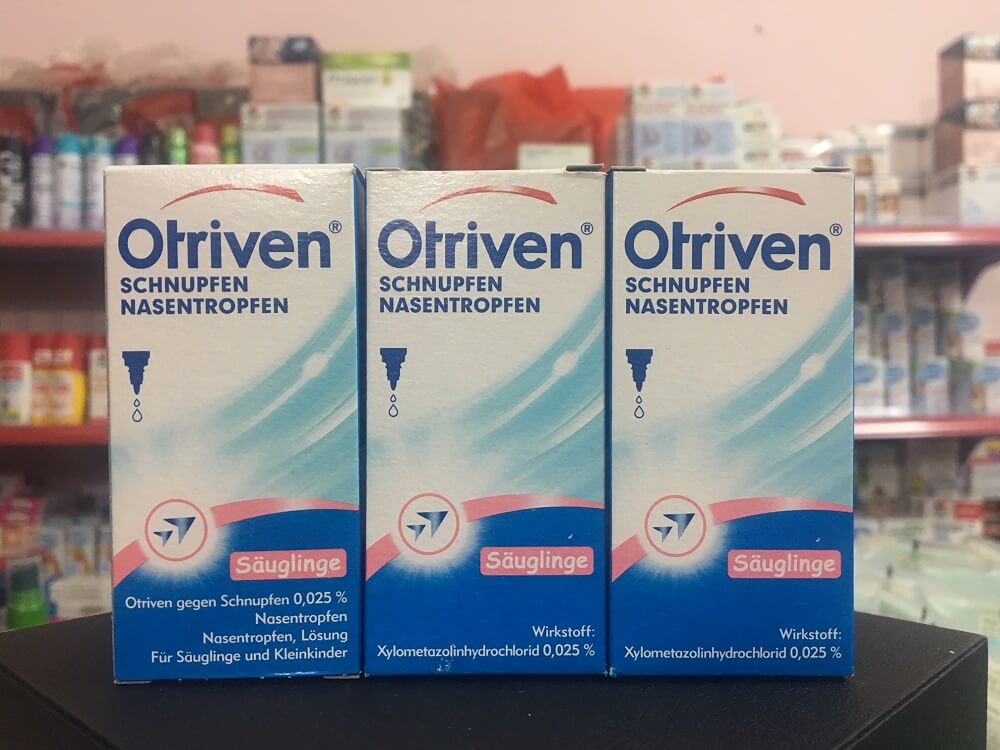 Otriven®
SCHNUPFEN
NASENTROPFEN
Säuglinge
Otriven gegen Schnupfen 0,025 %
Nasentropfen
Nasentropfen, Lösung
Für Säuglinge und Kleinkinder
Otriven®
SCHNUPFEN
NASENTROPFEN
Säuglinge
Wirkstoff:
Xylometazolinhydrochlorid 0,025 %
Otriven®
SCHNUPFEN
NASENTROPFEN
Säuglinge
Wirkstoff:
Xylometazolinhydrochlorid 0,025 %